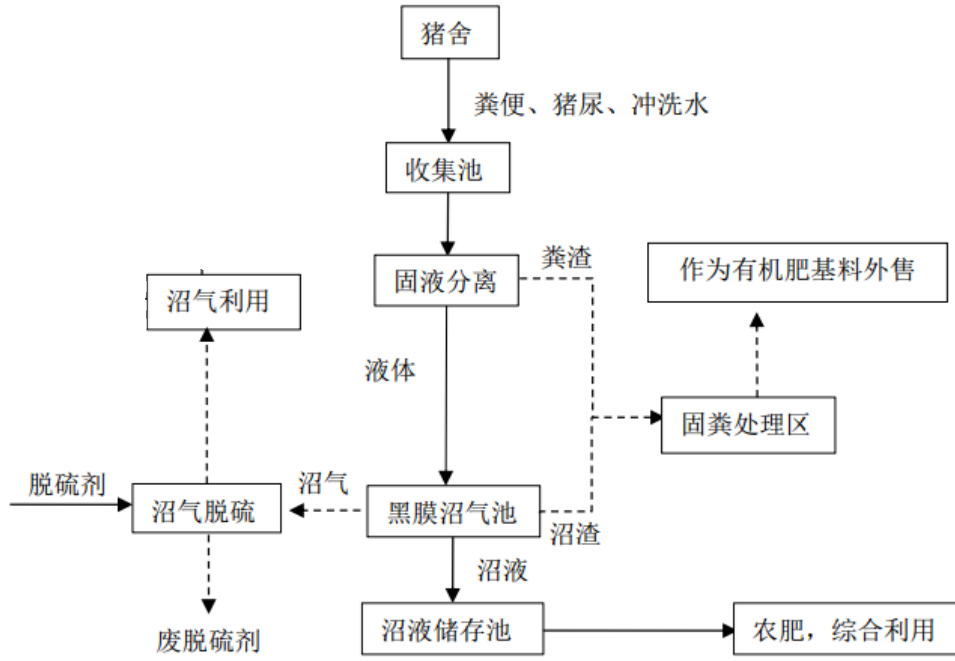 猪舍
粪便、猪尿、冲洗水
收集池
固液分离
粪渣
作为有机肥基料外售
沼气利用
液体
固粪处理区
脱硫剂
沼气脱硫
沼气
黑膜沼气池
沼渣
沼液
废脱硫剂
沼液储存池
农肥，综合利用